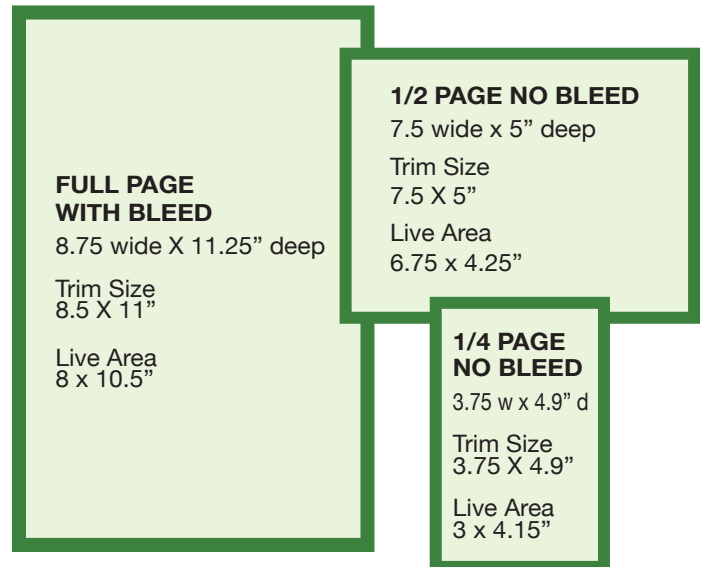 FULL PAGE
WITH BLEED
8.75 wide X 11.25” deep
Trim Size
8.5 X 11”
Live Area
8 x 10.5”
1/2 PAGE NO BLEED
7.5 wide x 5” deep
Trim Size
7.5 X 5”
Live Area
6.75 x 4.25”
1/4 PAGE
NO BLEED
3.75 w x 4.9” d
Trim Size
3.75 X 4.9”
Live Area
3 x 4.15”